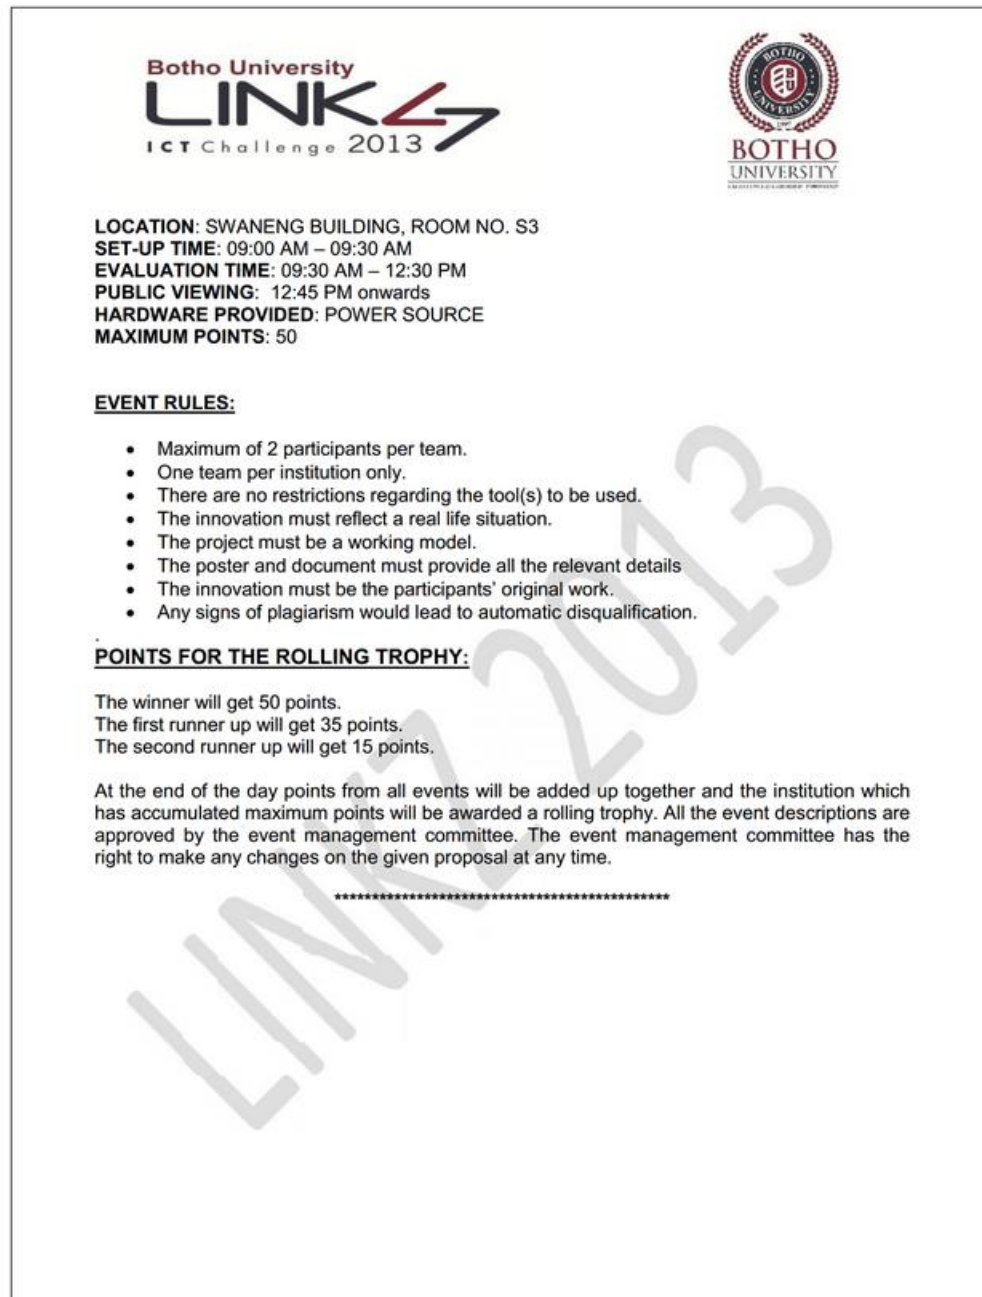 Botho University
LINKZ
ICT Challenge 2013
BOTHO
UNIVERSITY
BU
BOTHO
UNIVERSITY
LOCATION: SWANENG BUILDING, ROOM NO. S3
SET-UP TIME: 09:00 AM – 09:30 AM
EVALUATION TIME: 09:30 AM – 12:30 PM
PUBLIC VIEWING: 12:45 PM onwards
HARDWARE PROVIDED: POWER SOURCE
MAXIMUM POINTS: 50
EVENT RULES:
• Maximum of 2 participants per team.
• One team per institution only.
• There are no restrictions regarding the tool(s) to be used.
• The innovation must reflect a real life situation.
• The project must be a working model.
• The poster and document must provide all the relevant details
• The innovation must be the participants' original work.
• Any signs of plagiarism would lead to automatic disqualification.
.
POINTS FOR THE ROLLING TROPHY:
The winner will get 50 points.
The first runner up will get 35 points.
The second runner up will get 15 points.
At the end of the day points from all events will be added up together and the institution which
has accumulated maximum points will be awarded a rolling trophy. All the event descriptions are
approved by the event management committee. The event management committee has the
right to make any changes on the given proposal at any time.
*********************************************
LINKZ 2013